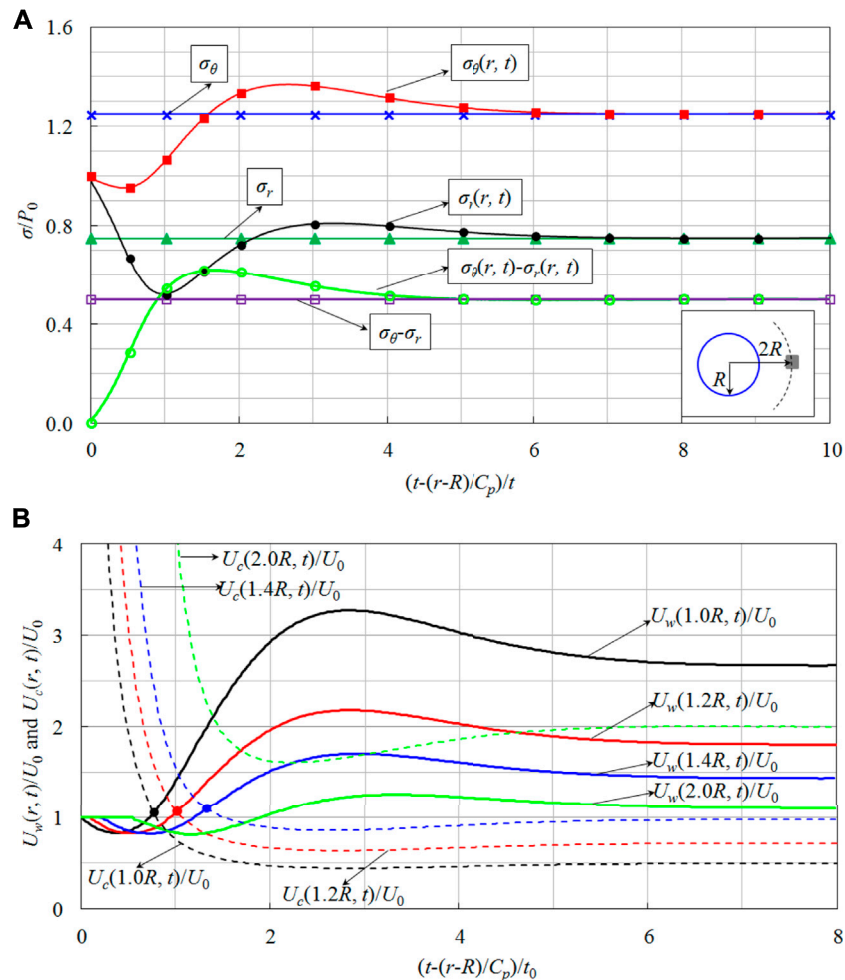 A
1.6
1.2
0.8
0.4
0.0
σ/P₀
σθ
σθ(r, t)
σr
σr(r, t)
σθ(r, t)-σr(r, t)
σθ-σr
2R
R
0 2 4 6 8 10
(t-(r-R)/Cp)/t
B
4
3
2
1
0
Uw(r, t)/U₀ and Uc(r, t)/U₀
Uc(2.0R, t)/U₀
Uc(1.4R, t)/U₀
Uw(1.0R, t)/U₀
Uw(1.2R, t)/U₀
Uw(1.4R, t)/U₀
Uw(2.0R, t)/U₀
Uc(1.0R, t)/U₀
Uc(1.2R, t)/U₀
0 2 4 6 8
(t-(r-R)/Cp)/t₀